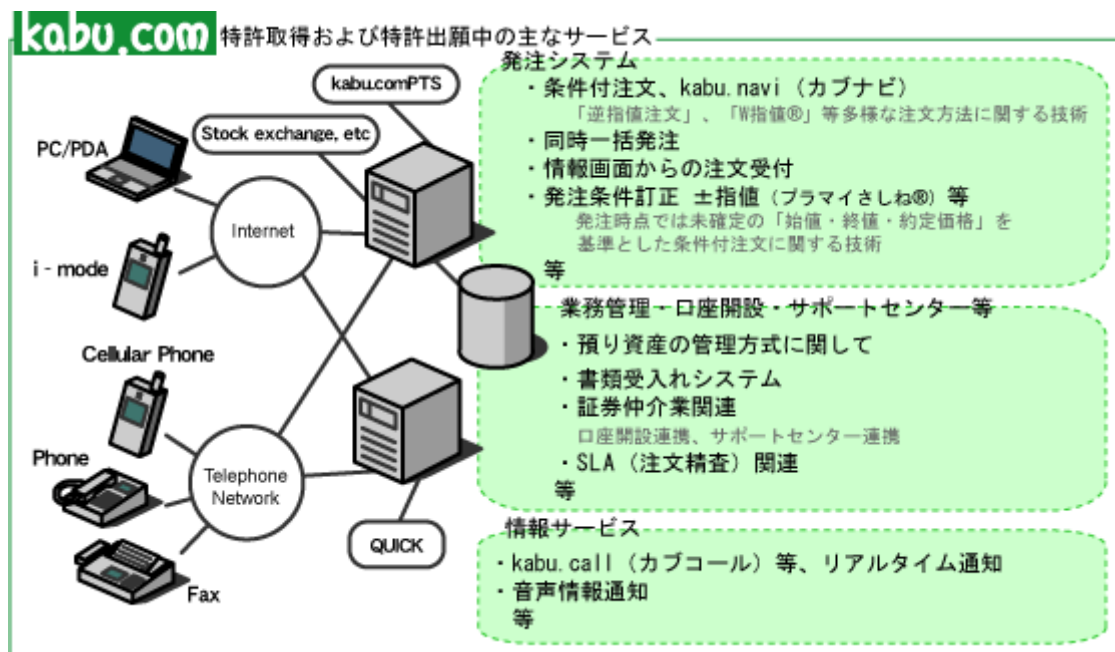 kabu.com 特許取得および特許出願中の主なサービス
kabu.comPTS
Stock exchange, etc
PC/PDA
Internet
i-mode
Cellular Phone
Phone
Telephone
Network
QUICK
Fax
発注システム
・条件付注文、kabu.navi（カブナビ）
「逆指値注文」、「W指値®」等多様な注文方法に関する技術
・同時一括発注
・情報画面からの注文受付
・発注条件訂正 ±指値（プラマイさしね®）等
発注時点では未確定の「始値・終値・約定価格」を
基準とした条件付注文に関する技術
等
業務管理・口座開設・サポートセンター等
・預り資産の管理方式に関して
・書類受入れシステム
・証券仲介業関連
口座開設連携、サポートセンター連携
・SLA（注文精査）関連
等
情報サービス
・kabu.call（カブコール）等、リアルタイム通知
・音声情報通知
等